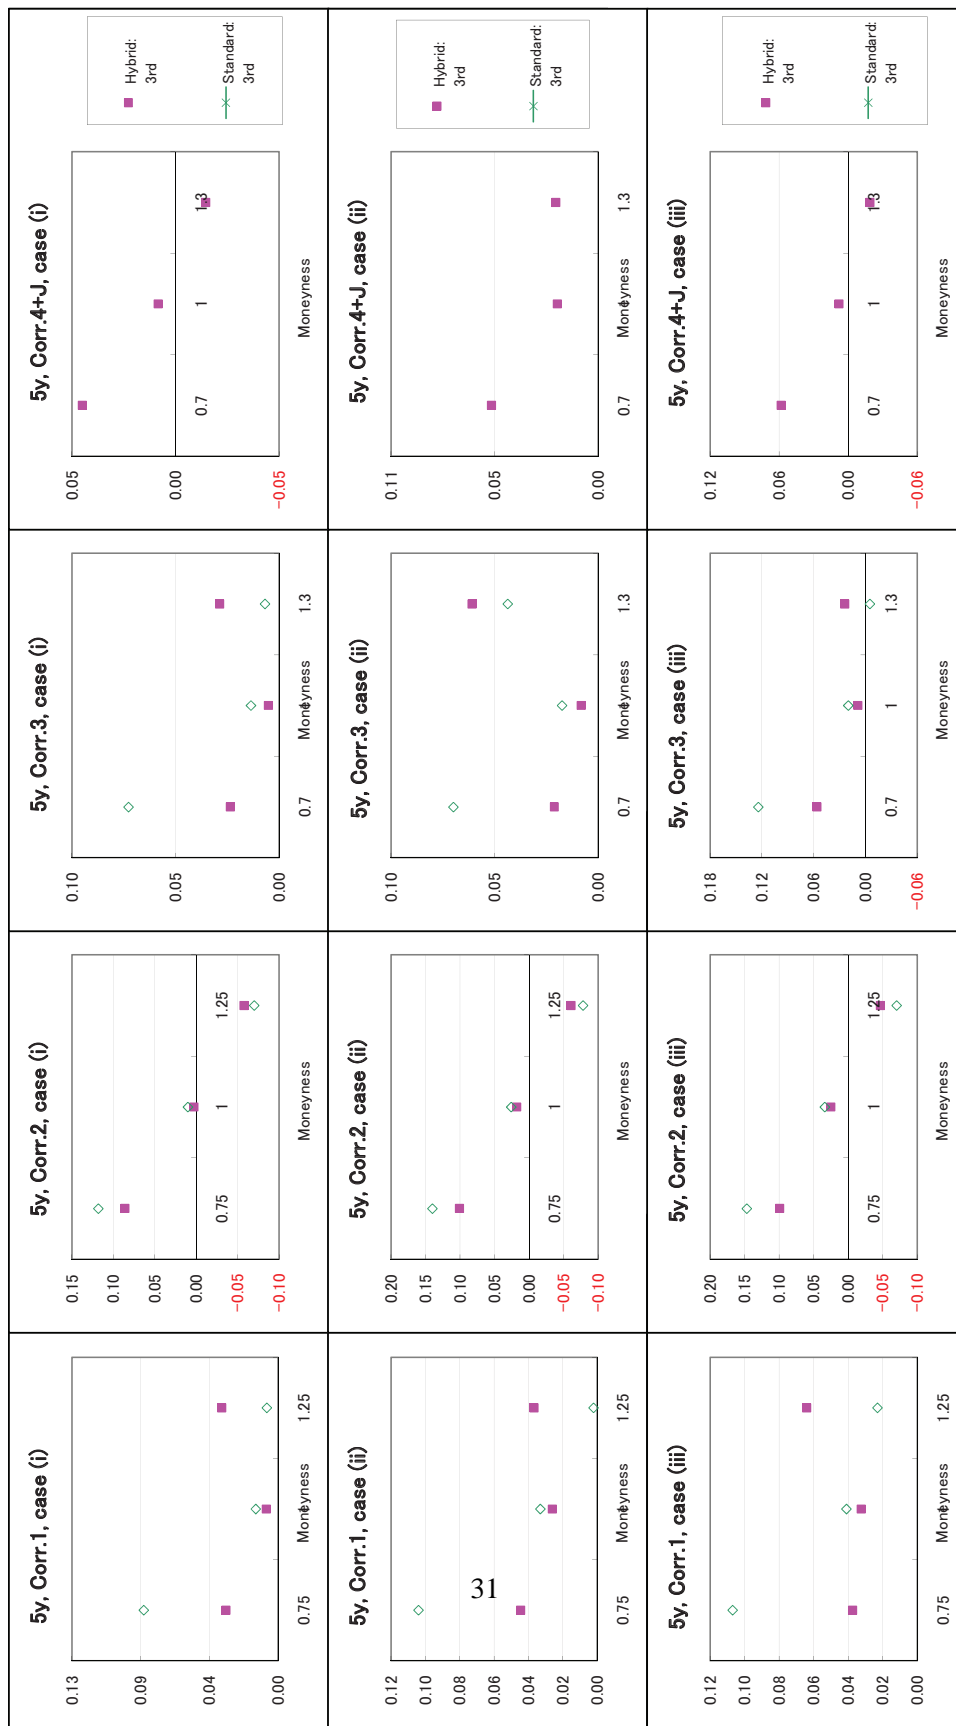 5y, Corr.1, case (i)
0.13
0.09
0.04
0.00
0.75
1
1.25
Moneyness
5y, Corr.2, case (i)
0.15
0.10
0.05
0.00
-0.05
-0.10
0.75
1
1.25
Moneyness
5y, Corr.3, case (i)
0.10
0.05
0.00
0.7
1
1.3
Moneyness
5y, Corr.4+J, case (i)
0.05
0.00
-0.05
0.7
1
1.3
Moneyness
Hybrid:
3rd
Standard:
3rd
5y, Corr.1, case (ii)
0.12
0.10
0.08
0.06
0.04
0.02
0.00
0.75
1
1.25
Moneyness
5y, Corr.2, case (ii)
0.20
0.15
0.10
0.05
0.00
-0.05
-0.10
0.75
1
1.25
Moneyness
5y, Corr.3, case (ii)
0.10
0.05
0.00
0.7
1
1.3
Moneyness
5y, Corr.4+J, case (ii)
0.11
0.05
0.00
0.7
1
1.3
Moneyness
Hybrid:
3rd
Standard:
3rd
5y, Corr.1, case (iii)
0.12
0.10
0.08
0.06
0.04
0.02
0.00
0.75
1
1.25
Moneyness
5y, Corr.2, case (iii)
0.20
0.15
0.10
0.05
0.00
-0.05
-0.10
0.75
1
1.25
Moneyness
5y, Corr.3, case (iii)
0.18
0.12
0.06
0.00
-0.06
0.7
1
1.3
Moneyness
5y, Corr.4+J, case (iii)
0.12
0.06
0.00
-0.06
0.7
1
1.3
Moneyness
Hybrid:
3rd
Standard:
3rd
31